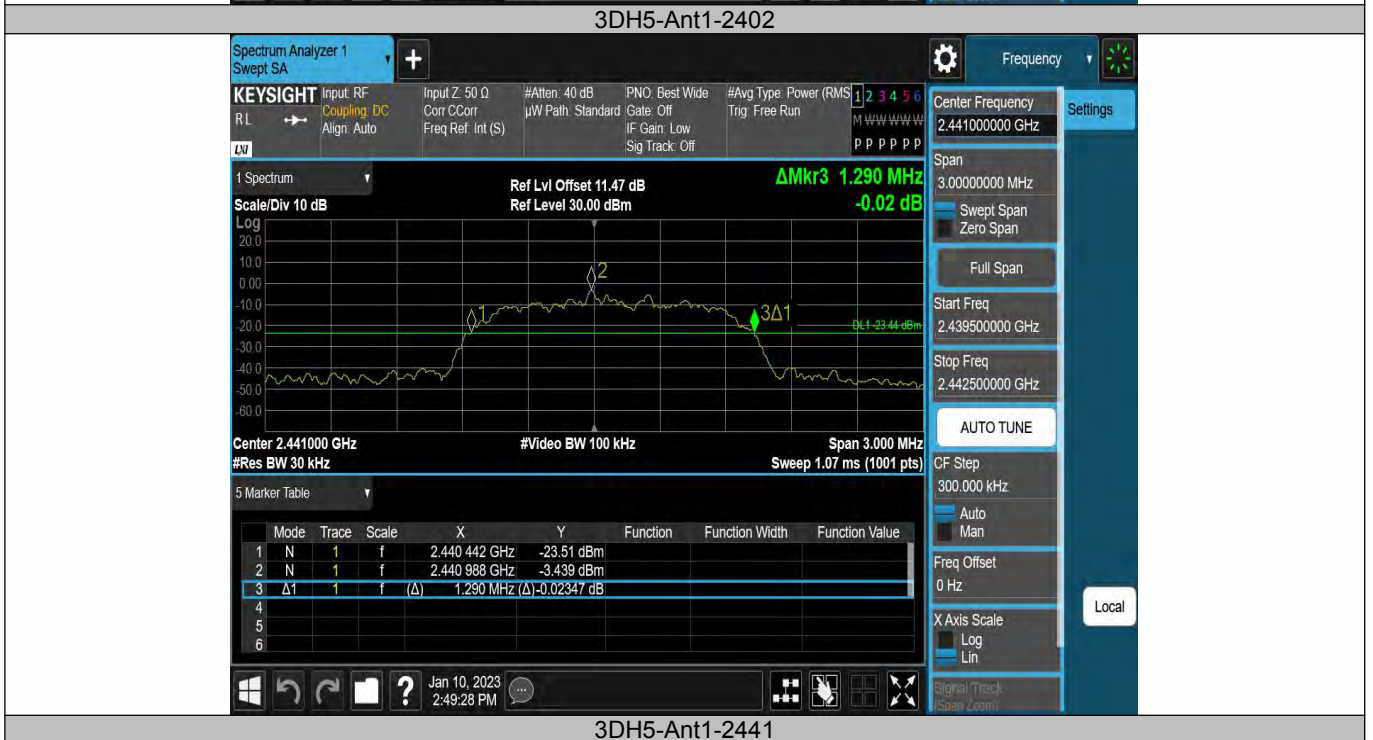 3DH5-Ant1-2402
Spectrum Analyzer 1
Swept SA
+
Frequency
KEYSIGHT Input: RF Input Z: 50 Ω #Atten: 40 dB PNO: Best Wide #Avg Type: Power (RMS 1 2 3 4 5 6
RL Coupling: DC Corr CCorr µW Path: Standard Gate: Off Trig: Free Run M W W W W W
Align: Auto Freq Ref: Int (S) IF Gain: Low
LXI Sig Track: Off P P P P P P
1 Spectrum
Scale/Div 10 dB
Ref Lvl Offset 11.47 dB
Ref Level 30.00 dBm
ΔMkr3 1.290 MHz
-0.02 dB
Log
20.0
10.0
0.00
-10.0
-20.0
-30.0
-40.0
-50.0
-60.0
1
2
3Δ1
DL1 -23.44 dBm
Center 2.441000 GHz #Video BW 100 kHz Span 3.000 MHz
#Res BW 30 kHz Sweep 1.07 ms (1001 pts)
5 Marker Table
Mode Trace Scale X Y Function Function Width Function Value
1 N 1 f 2.440 442 GHz -23.51 dBm
2 N 1 f 2.440 988 GHz -3.439 dBm
3 Δ1 1 f (Δ) 1.290 MHz (Δ) -0.02347 dB
4
5
6
? Jan 10, 2023
2:49:28 PM
Center Frequency
2.441000000 GHz
Settings
Span
3.00000000 MHz
Swept Span
Zero Span
Full Span
Start Freq
2.439500000 GHz
Stop Freq
2.442500000 GHz
AUTO TUNE
CF Step
300.000 kHz
Auto
Man
Freq Offset
0 Hz
Local
X Axis Scale
Log
Lin
Signal Track
(Span Zoom)
3DH5-Ant1-2441